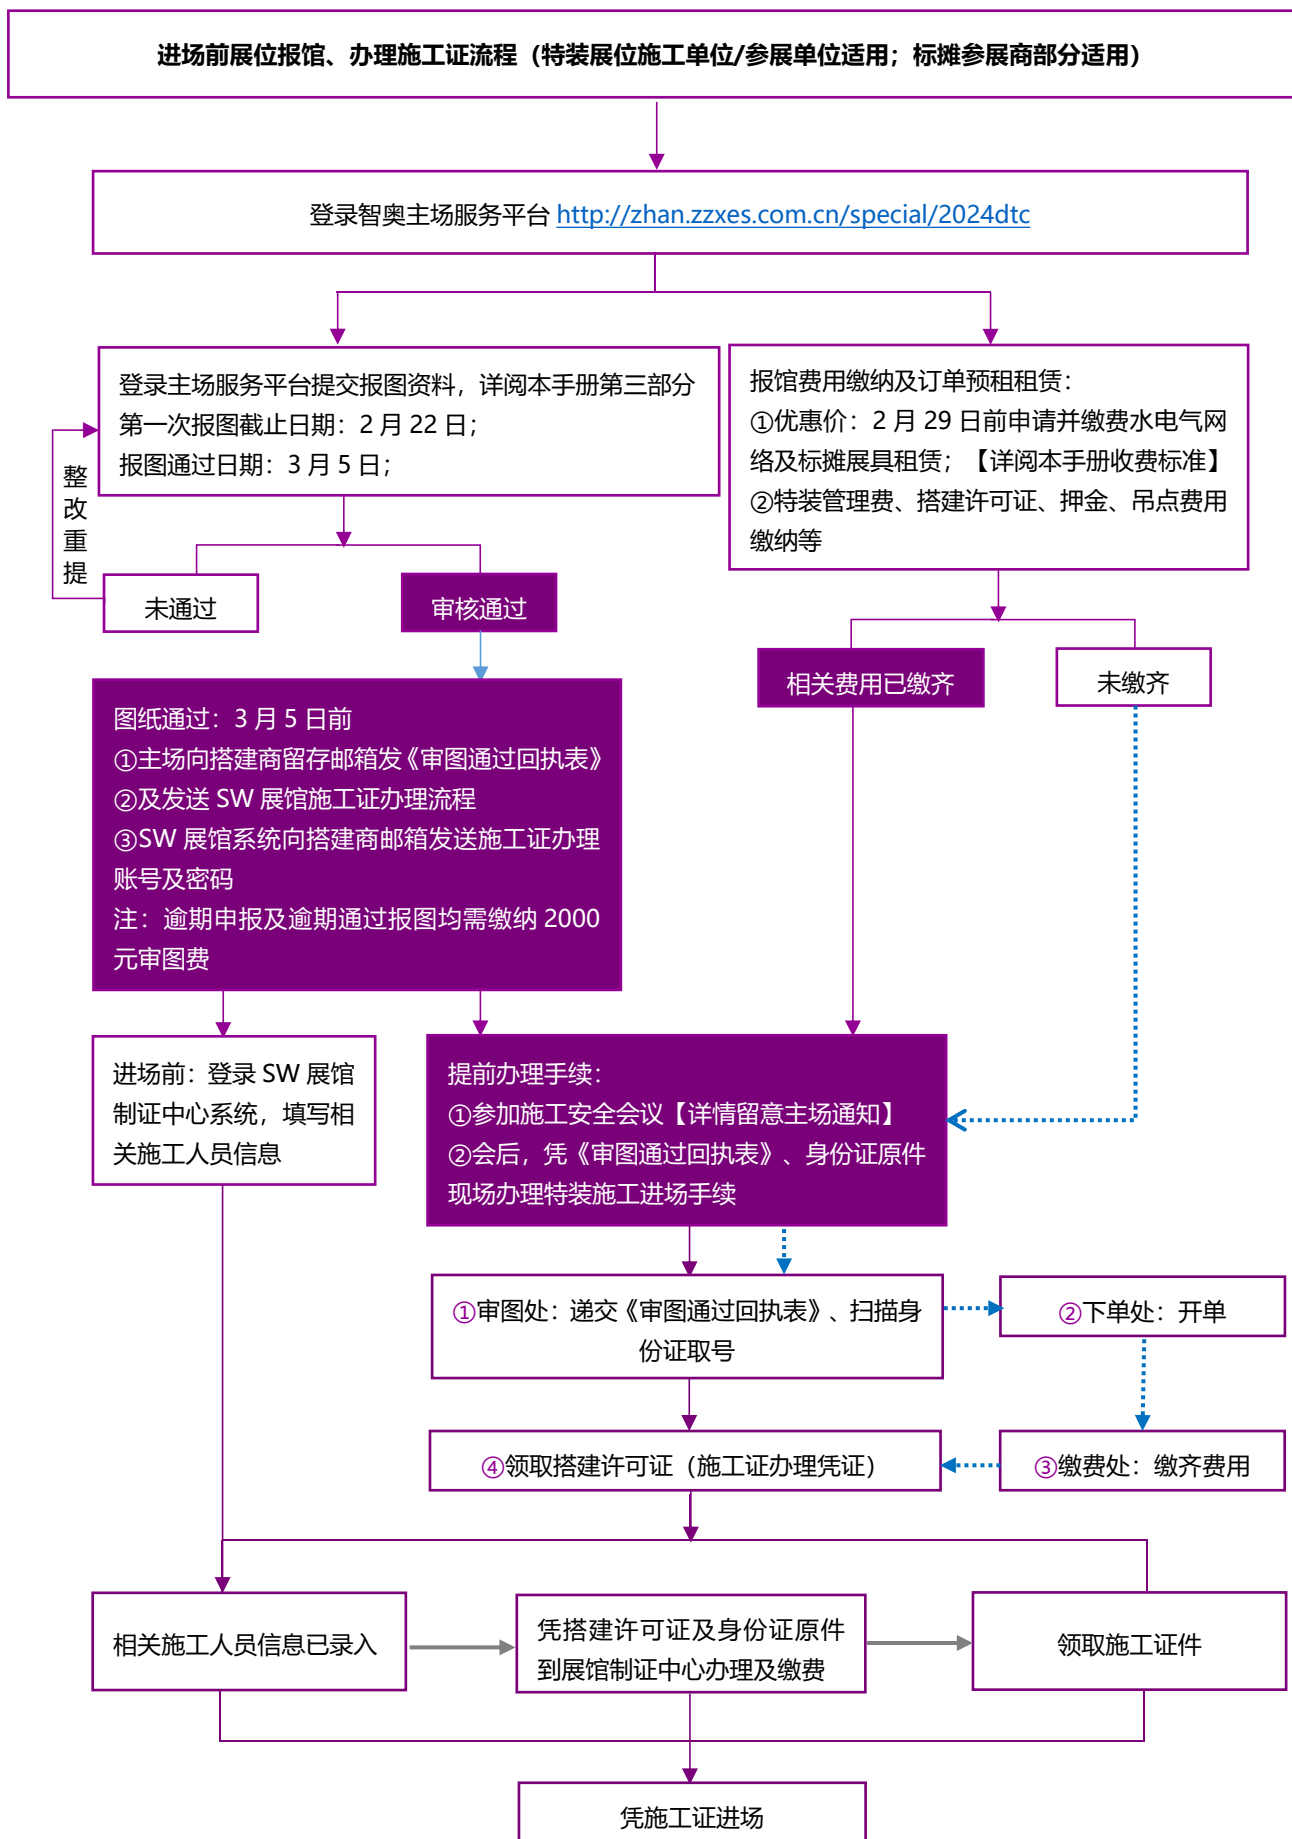 进场前展位报馆、办理施工证流程（特装展位施工单位/参展单位适用；标摊参展商部分适用）
登录智奥主场服务平台 http://zhan.zzxes.com.cn/special/2024dtc
登录主场服务平台提交报图资料，详阅本手册第三部分
第一次报图截止日期：2 月 22 日；
报图通过日期：3 月 5 日；
报馆费用缴纳及订单预租租赁：
①优惠价：2 月 29 日前申请并缴费水电气网
络及标摊展具租赁；【详阅本手册收费标准】
②特装管理费、搭建许可证、押金、吊点费用
缴纳等
整
改
重
提
未通过
审核通过
相关费用已缴齐
未缴齐
图纸通过：3 月 5 日前
①主场向搭建商留存邮箱发《审图通过回执表》
②及发送 SW 展馆施工证办理流程
③SW 展馆系统向搭建商邮箱发送施工证办理
账号及密码
注：逾期申报及逾期通过报图均需缴纳 2000
元审图费
进场前：登录 SW 展馆
制证中心系统，填写相
关施工人员信息
提前办理手续：
①参加施工安全会议【详情留意主场通知】
②会后，凭《审图通过回执表》、身份证原件
现场办理特装施工进场手续
①审图处：递交《审图通过回执表》、扫描身
份证取号
②下单处：开单
④领取搭建许可证（施工证办理凭证）
③缴费处：缴齐费用
相关施工人员信息已录入
凭搭建许可证及身份证原件
到展馆制证中心办理及缴费
领取施工证件
凭施工证进场